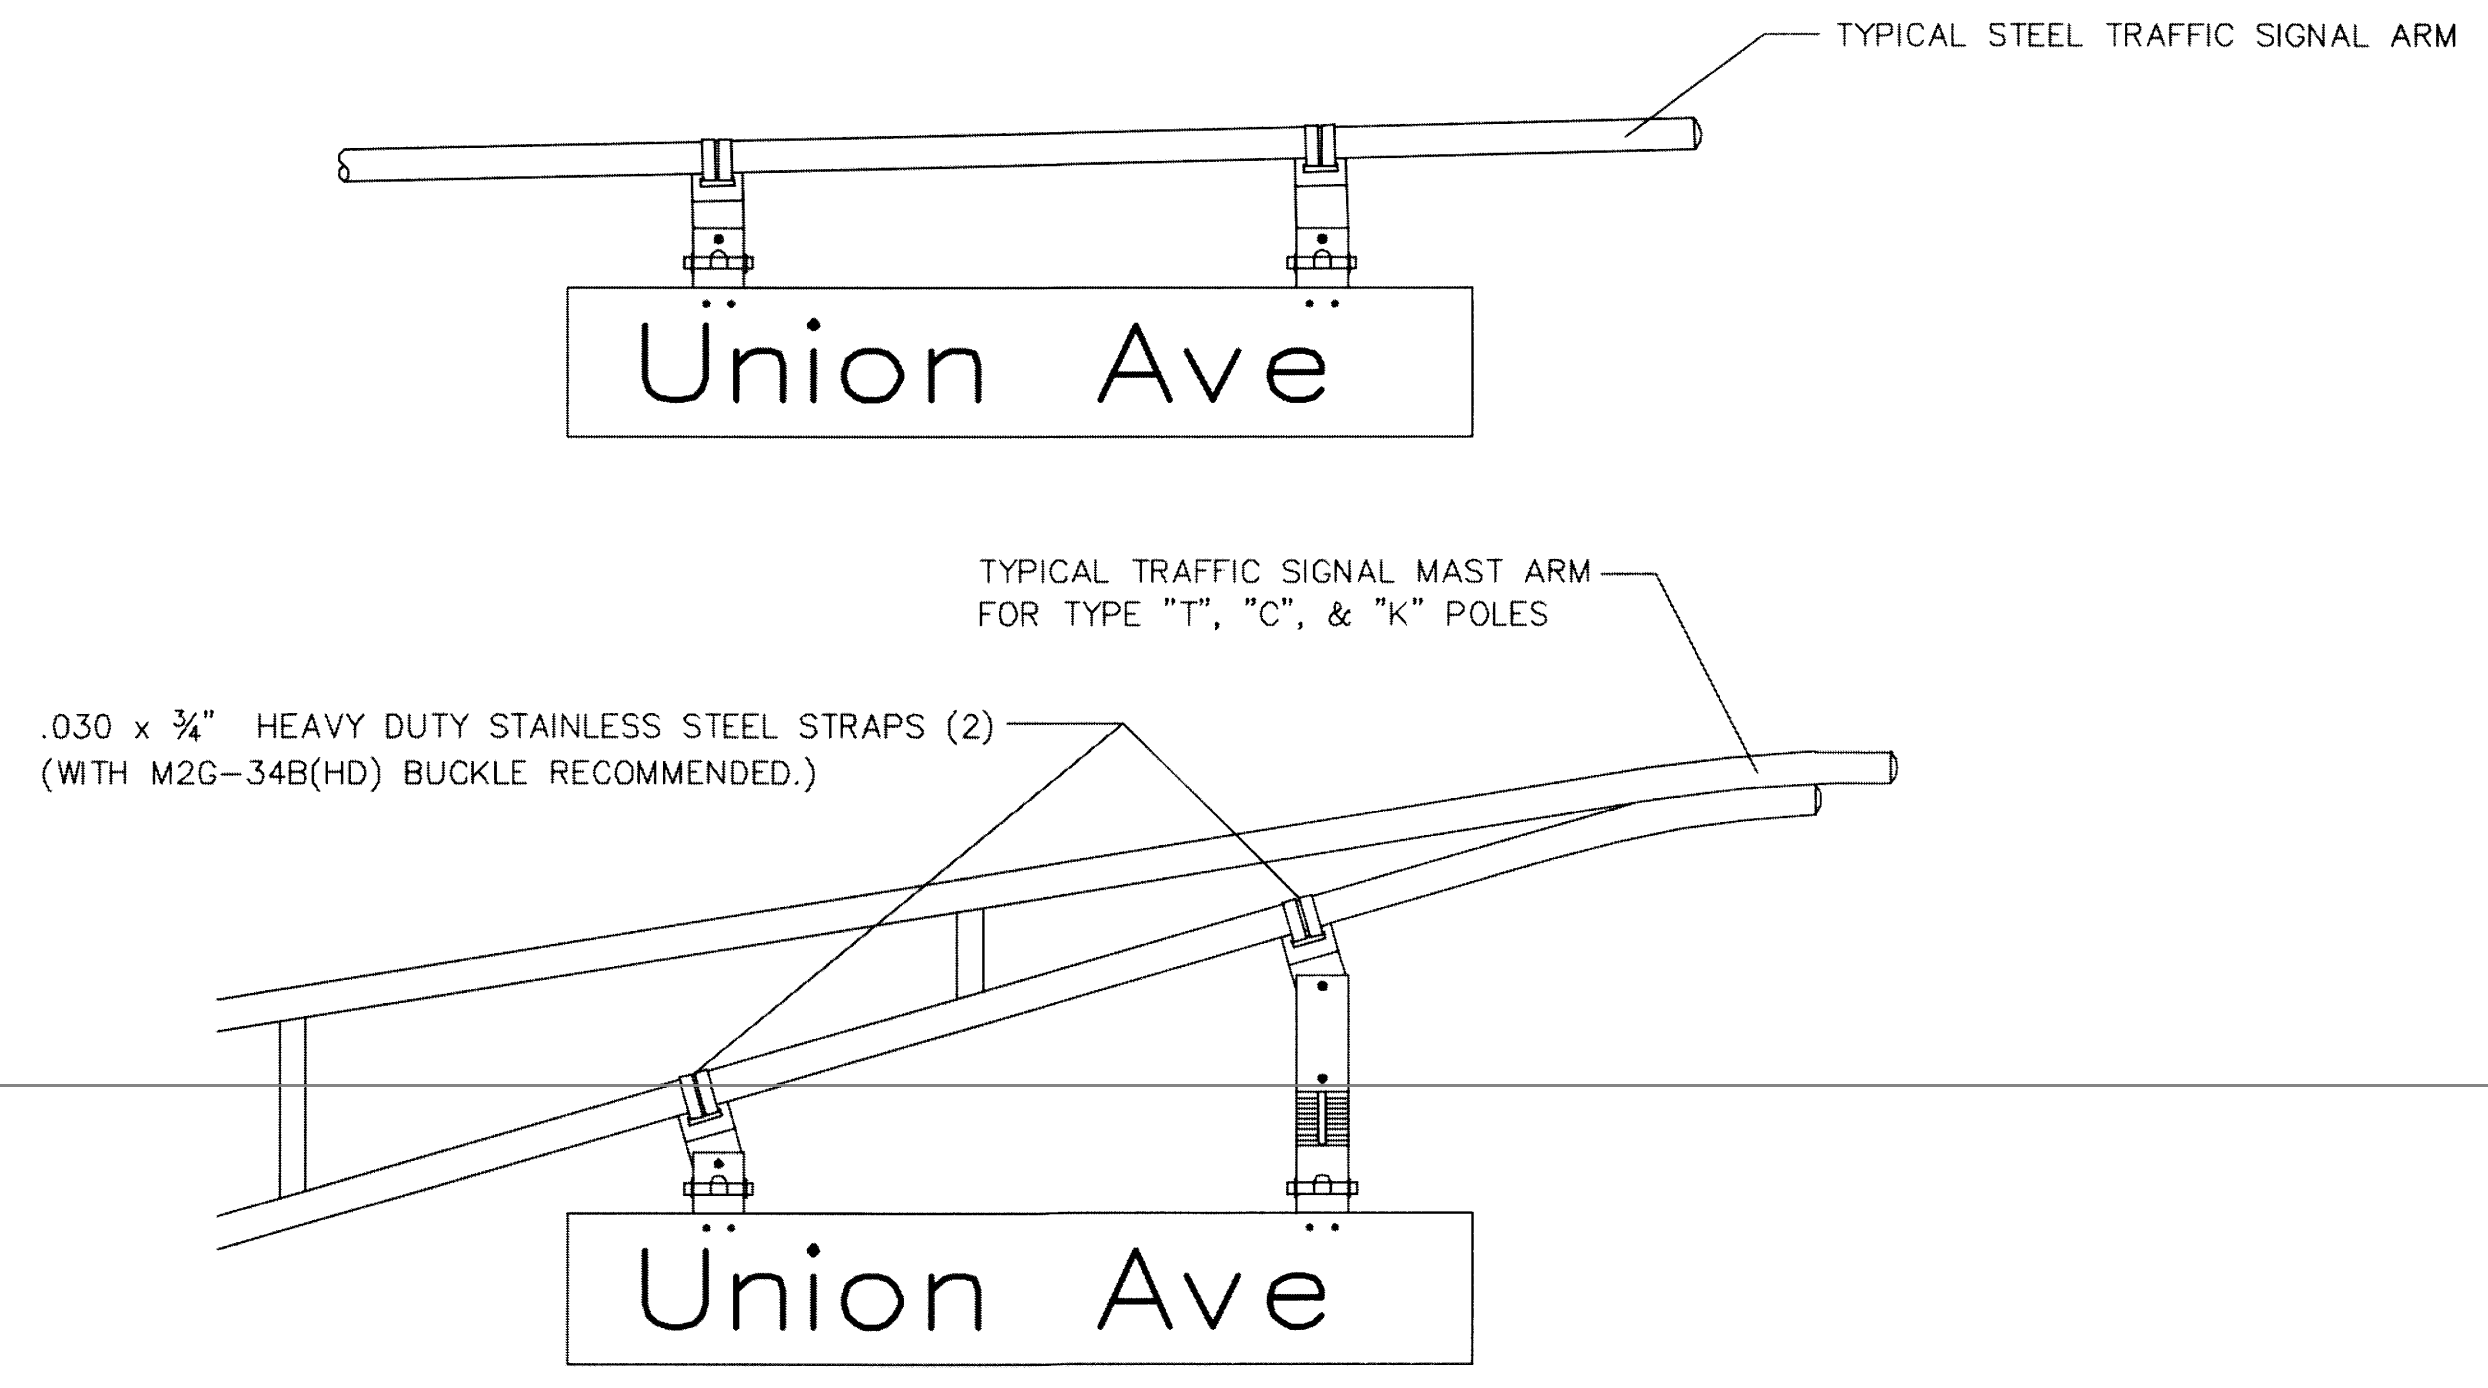 TYPICAL STEEL TRAFFIC SIGNAL ARM
Union Ave
TYPICAL TRAFFIC SIGNAL MAST ARM
FOR TYPE "T", "C", & "K" POLES
.030 x ¾" HEAVY DUTY STAINLESS STEEL STRAPS (2)
(WITH M2G-34B(HD) BUCKLE RECOMMENDED.)
Union Ave